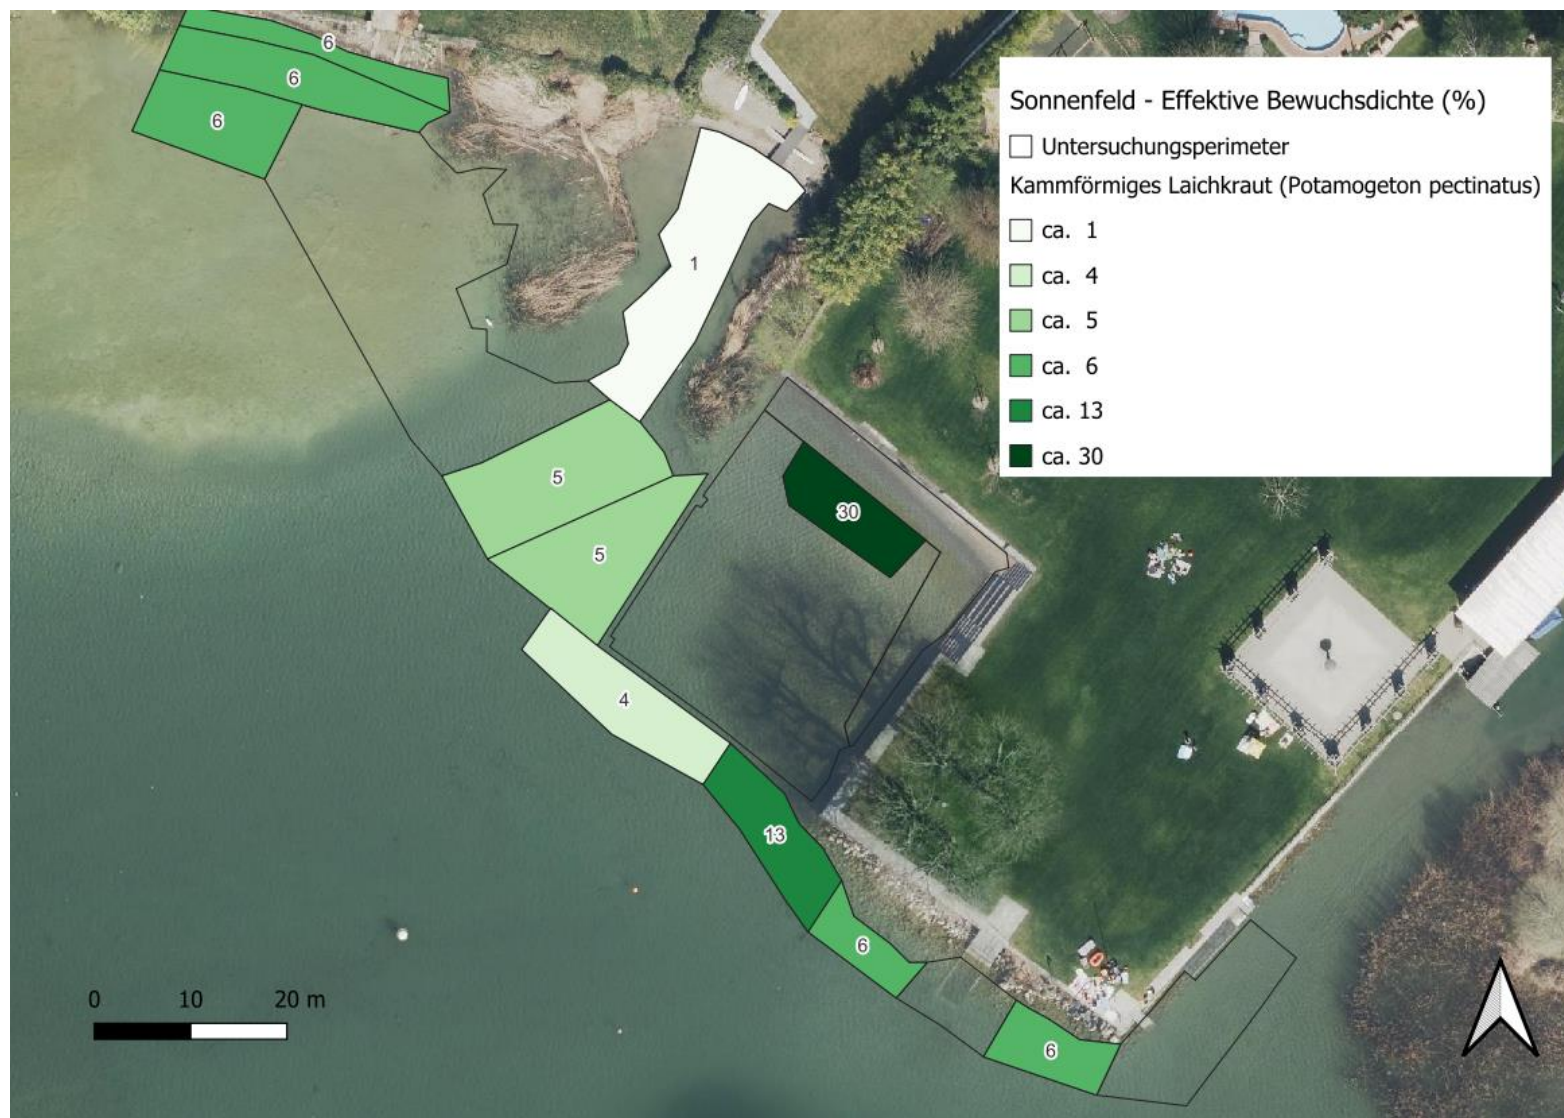 Sonnenfeld - Effektive Bewuchsdichte (%)
Untersuchungsperimeter
Kammförmiges Laichkraut (Potamogeton pectinatus)
ca. 1
ca. 4
ca. 5
ca. 6
ca. 13
ca. 30
6
6
6
1
5
30
5
4
13
6
6
0 10 20 m